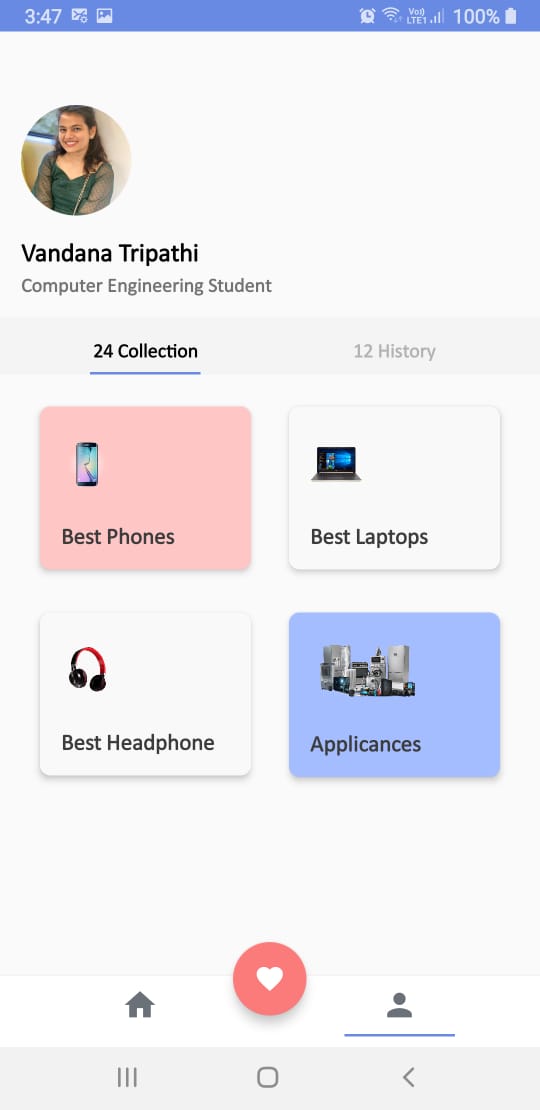 3:47
Vo))
LTE1
100%
Vandana Tripathi
Computer Engineering Student
24 Collection
12 History
Best Phones
Best Laptops
Best Headphone
Applicances